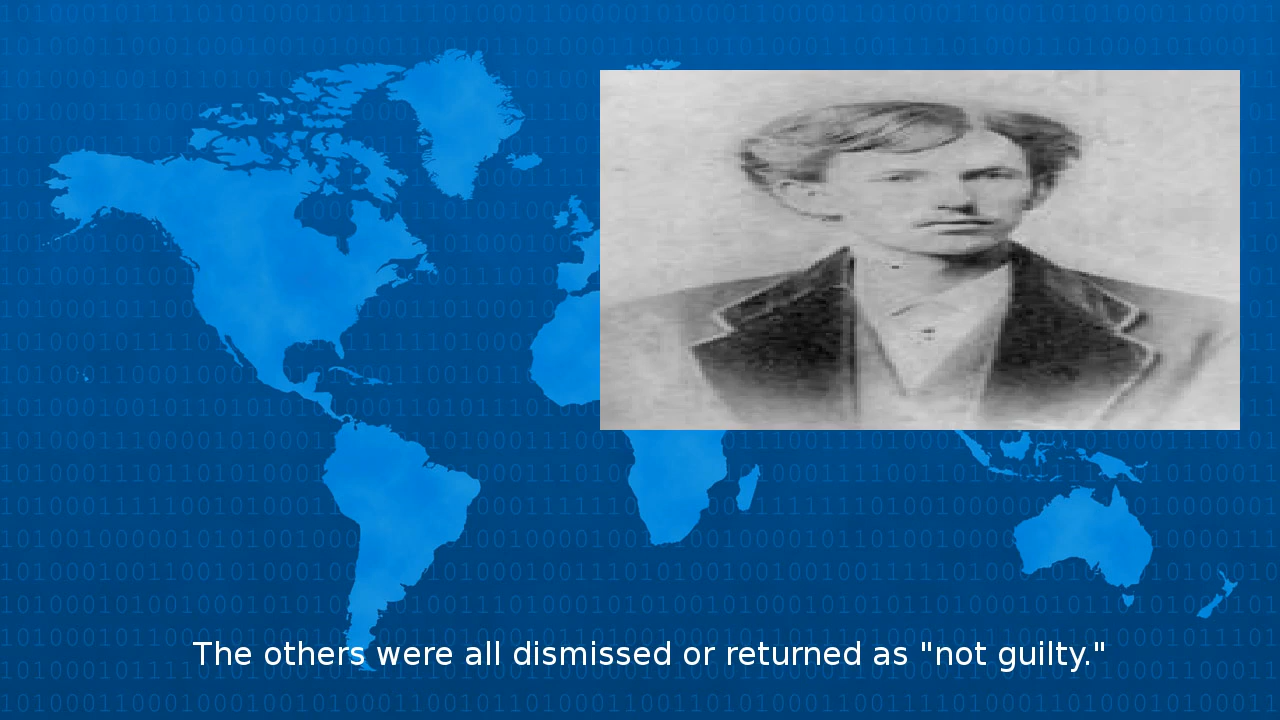 The others were all dismissed or returned as "not guilty."